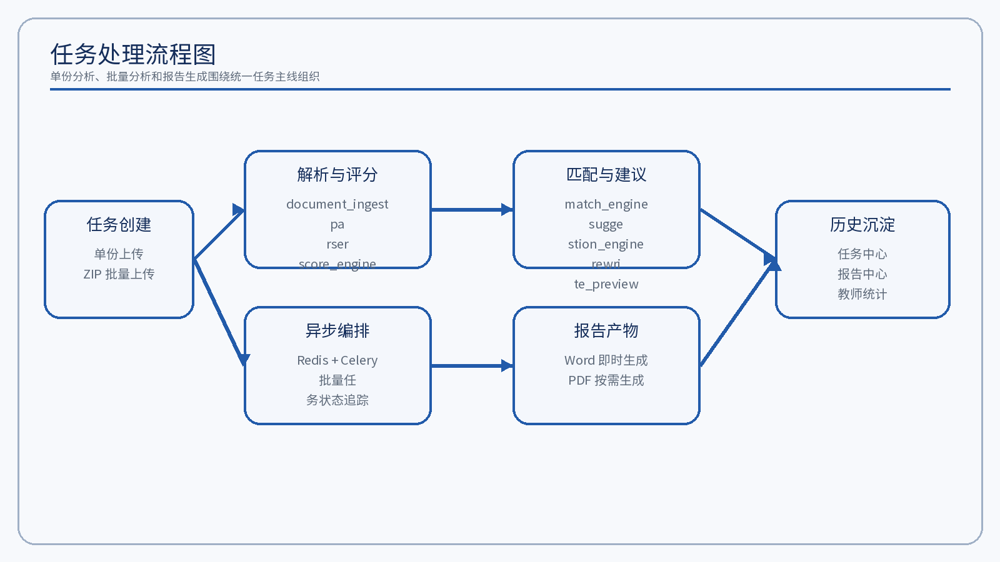 任务处理流程图
单份分析、批量分析和报告生成围绕统一任务主线组织
任务创建
单份上传
ZIP 批量上传
解析与评分
document_ingest
pa
rser
score_engine
匹配与建议
match_engine
sugge
stion_engine
rewri
te_preview
异步编排
Redis + Celery
批量任
务状态追踪
报告产物
Word 即时生成
PDF 按需生成
历史沉淀
任务中心
报告中心
教师统计